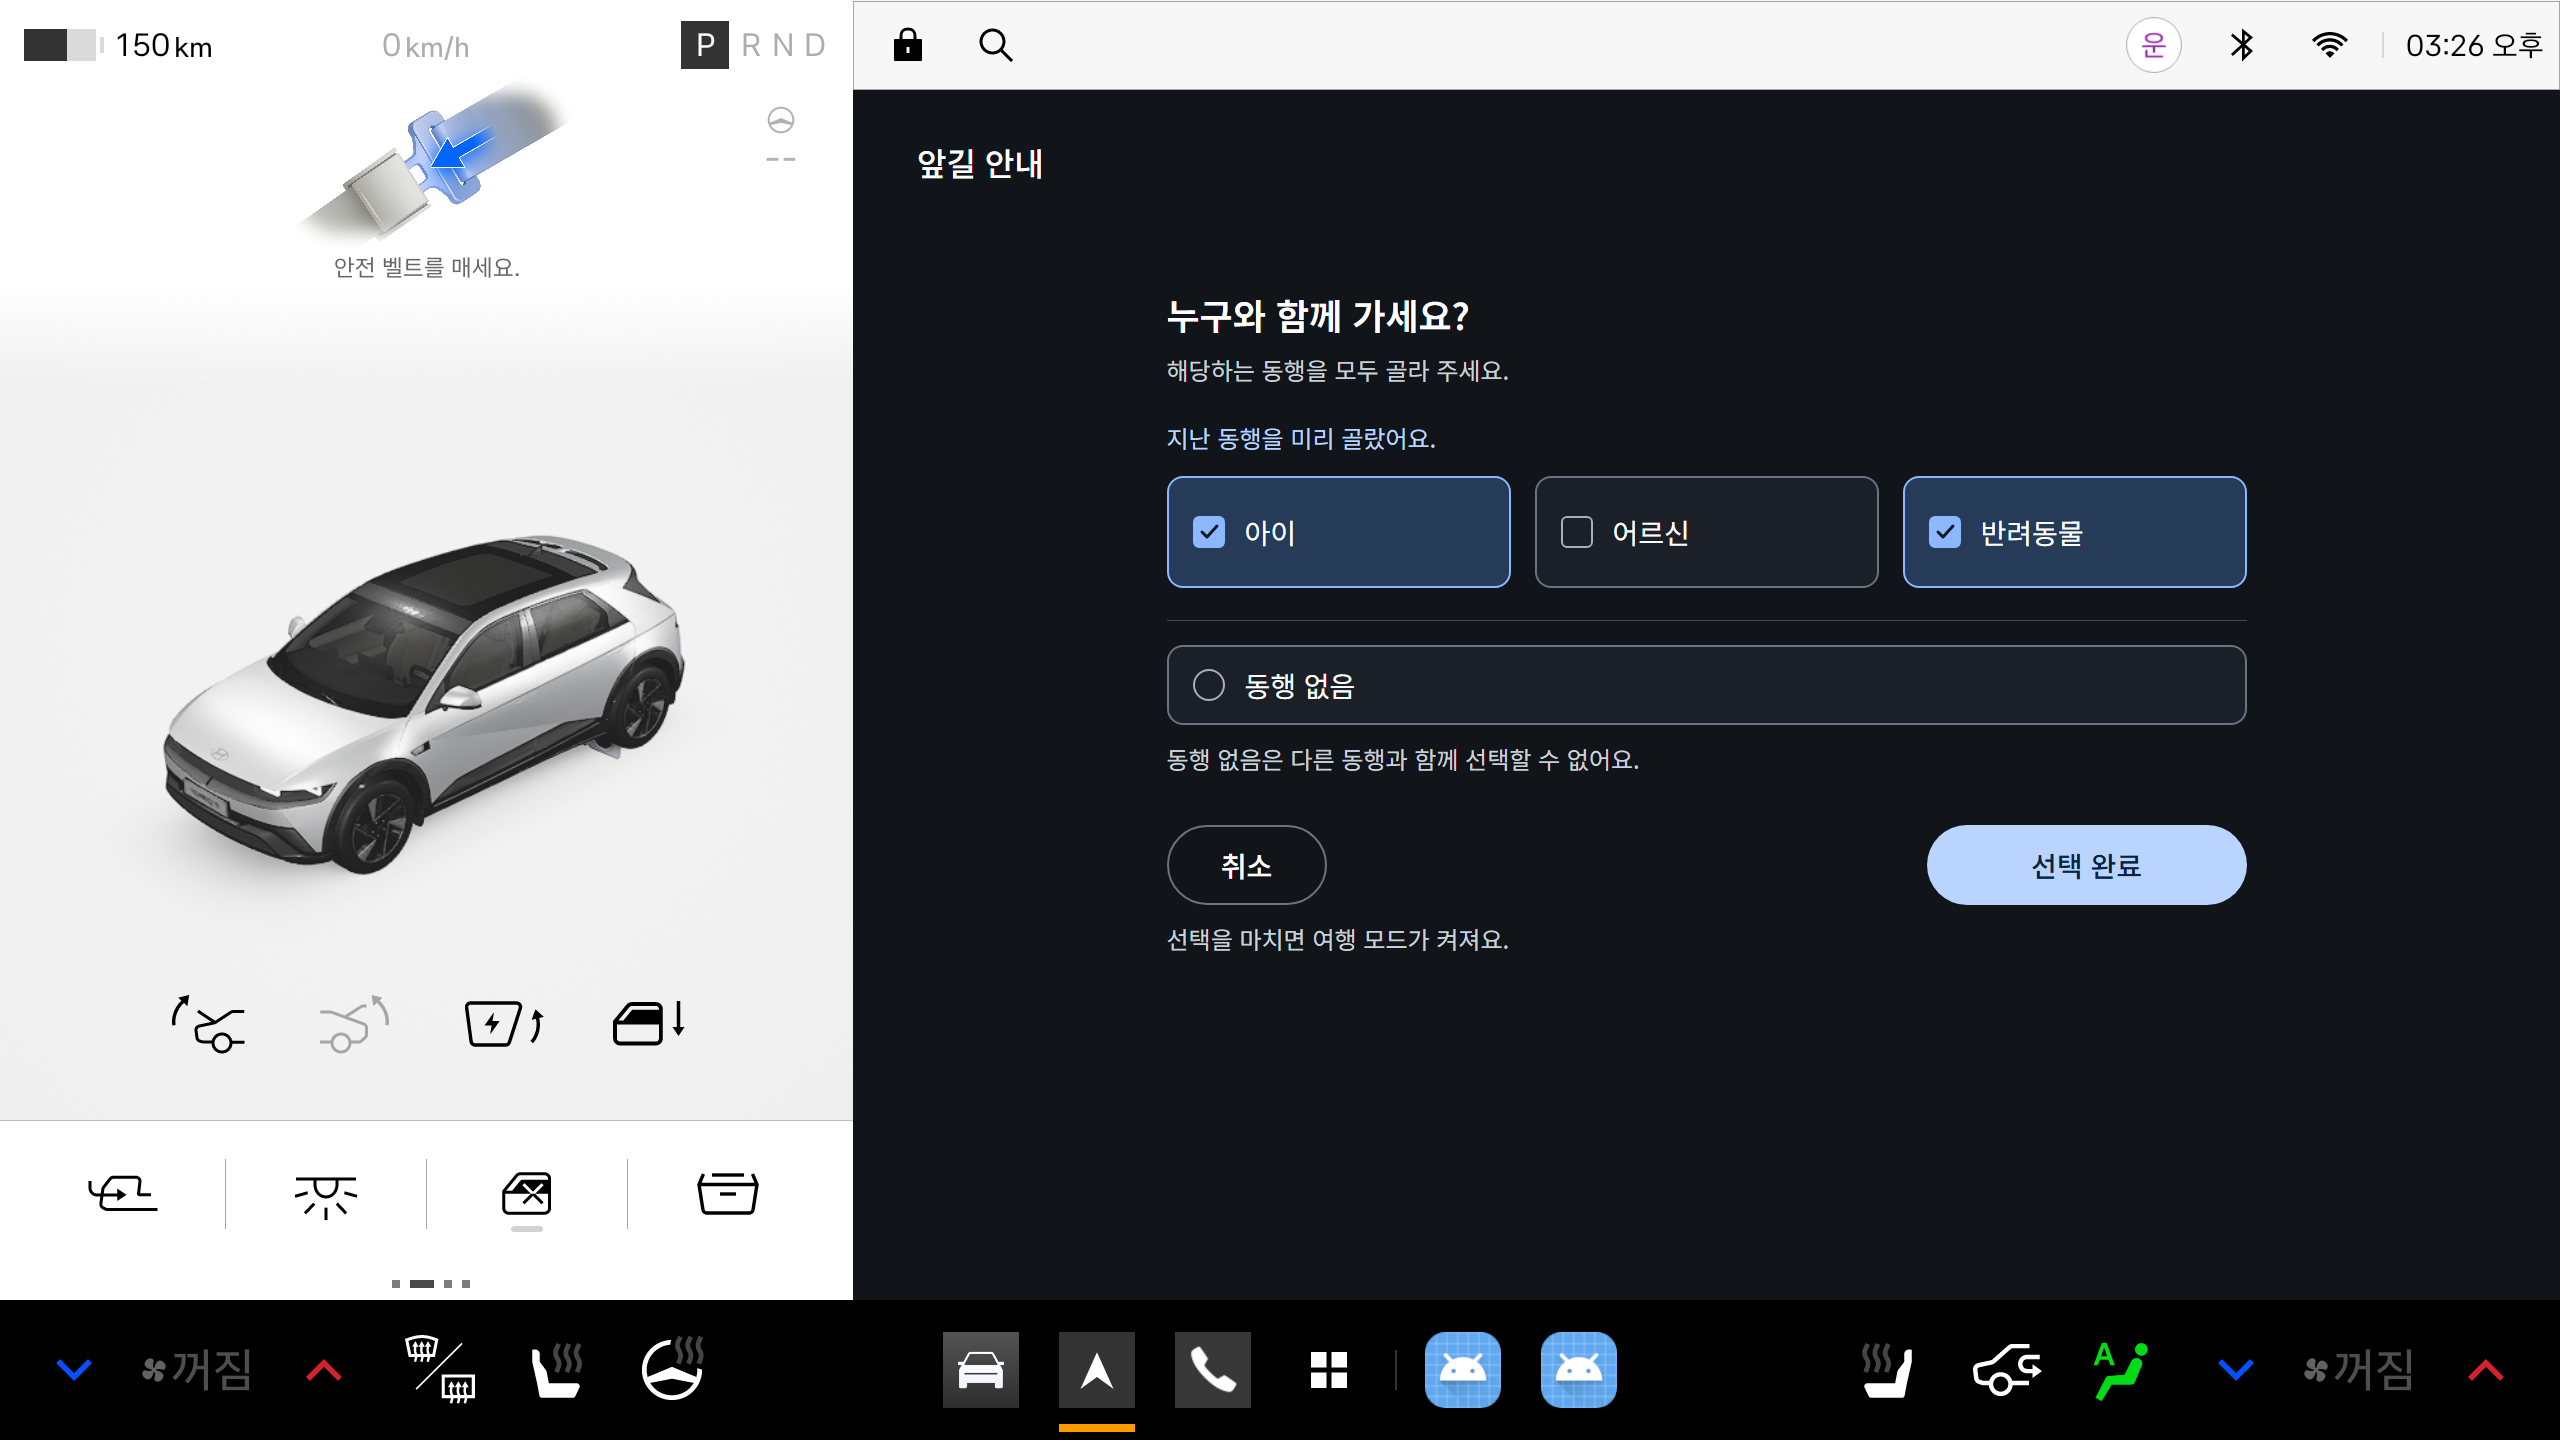 150 km
0 km/h
P R N D
운
03:26 오후
안전 벨트를 매세요.
앞길 안내
누구와 함께 가세요?
해당하는 동행을 모두 골라 주세요.
지난 동행을 미리 골랐어요.
아이
어르신
반려동물
동행 없음
동행 없음은 다른 동행과 함께 선택할 수 없어요.
취소
선택 완료
선택을 마치면 여행 모드가 켜져요.
꺼짐
A
꺼짐